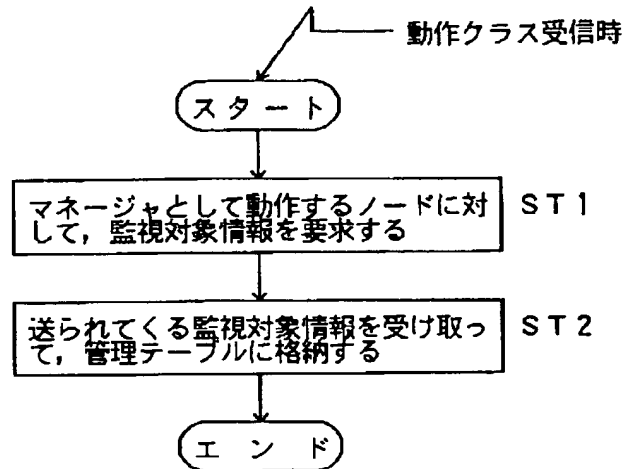 動作クラス受信時
スタート
マネージャとして動作するノードに対
して，監視対象情報を要求する
ST1
送られてくる監視対象情報を受け取っ
て，管理テーブルに格納する
ST2
エンド